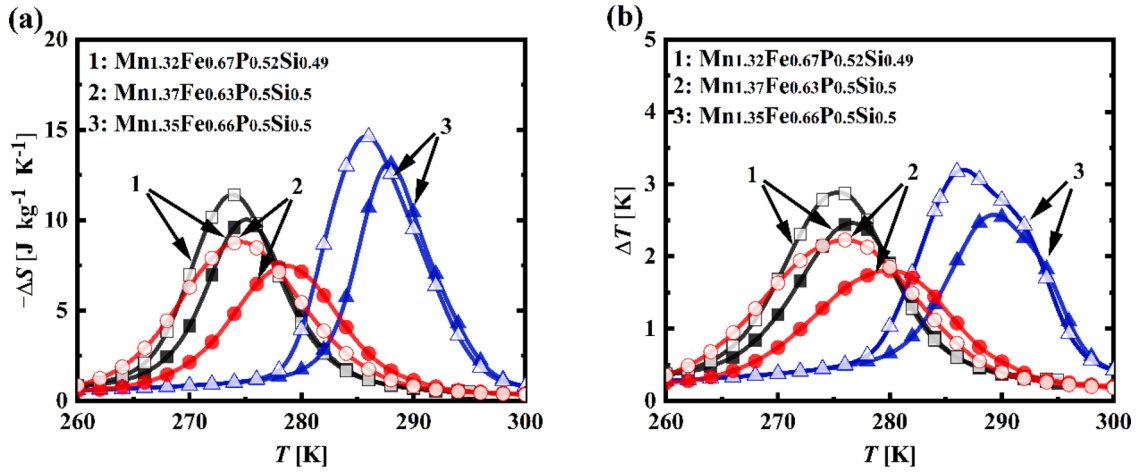 (a)
20
15
10
5
0
260 270 280 290 300
T [K]
−ΔS [J kg-1 K-1]
1: Mn1.32Fe0.67P0.52Si0.49
2: Mn1.37Fe0.63P0.5Si0.5
3: Mn1.35Fe0.66P0.5Si0.5
1
2
3
(b)
5
4
3
2
1
0
260 270 280 290 300
T [K]
ΔT [K]
1: Mn1.32Fe0.67P0.52Si0.49
2: Mn1.37Fe0.63P0.5Si0.5
3: Mn1.35Fe0.66P0.5Si0.5
1
2
3